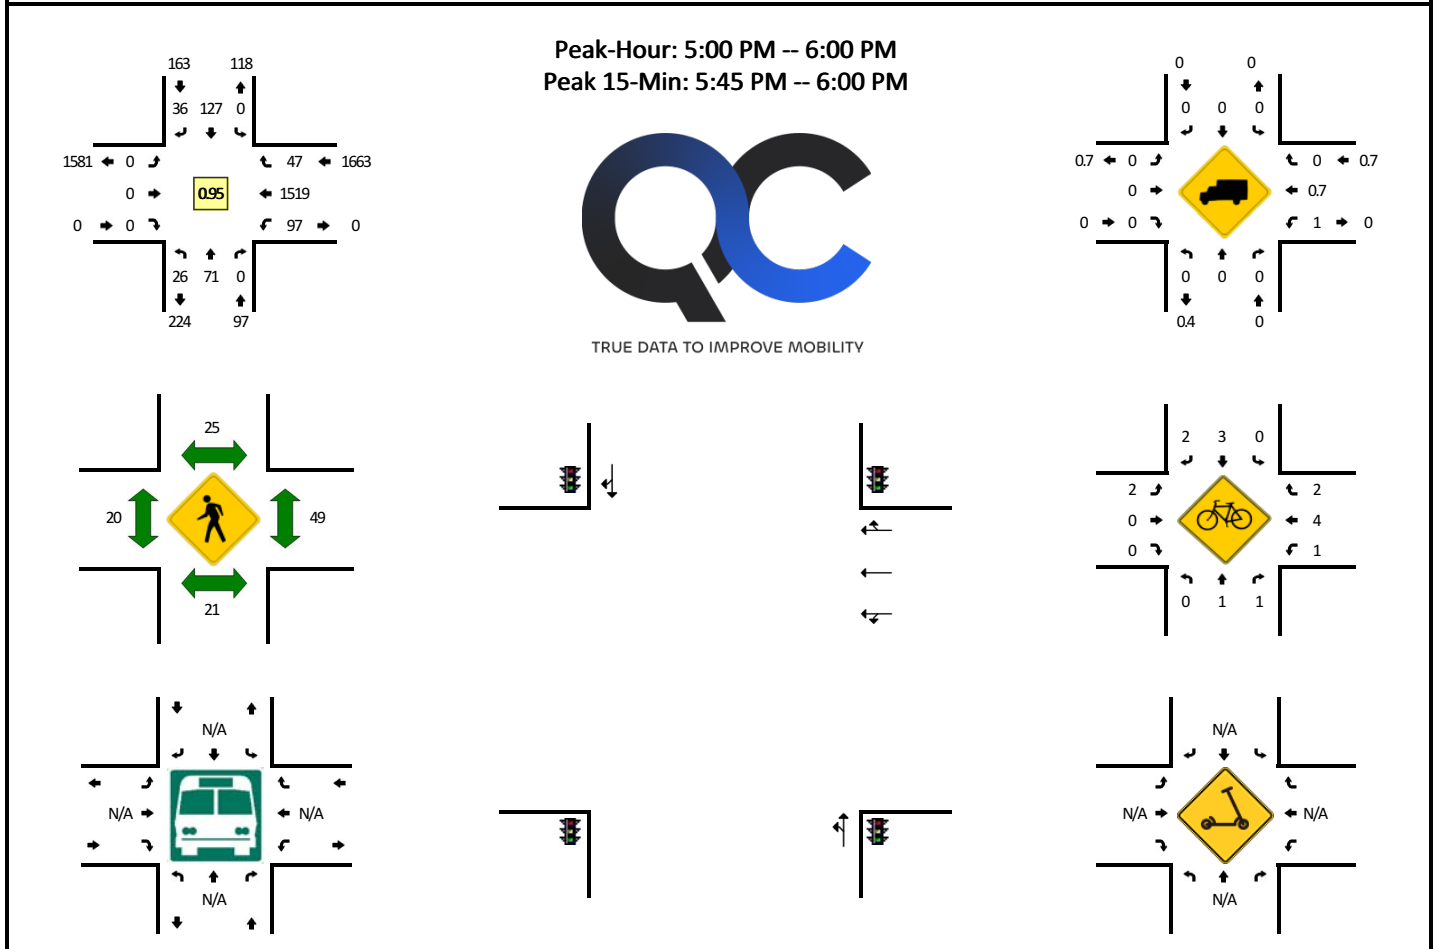 Peak-Hour: 5:00 PM -- 6:00 PM
Peak 15-Min: 5:45 PM -- 6:00 PM
163 118
36 127 0
1581 0 47 1663
0 0.95 1519
0 0 97 0
26 71 0
224 97
QC
TRUE DATA TO IMPROVE MOBILITY
0 0
0 0 0
0.7 0 0 0.7
0 0.7
0 0 1 0
0 0 0
0.4 0
25
20 49
21
2 3 0
2 2
0 4
0 1
0 1 1
N/A
N/A N/A
N/A
N/A
N/A N/A
N/A